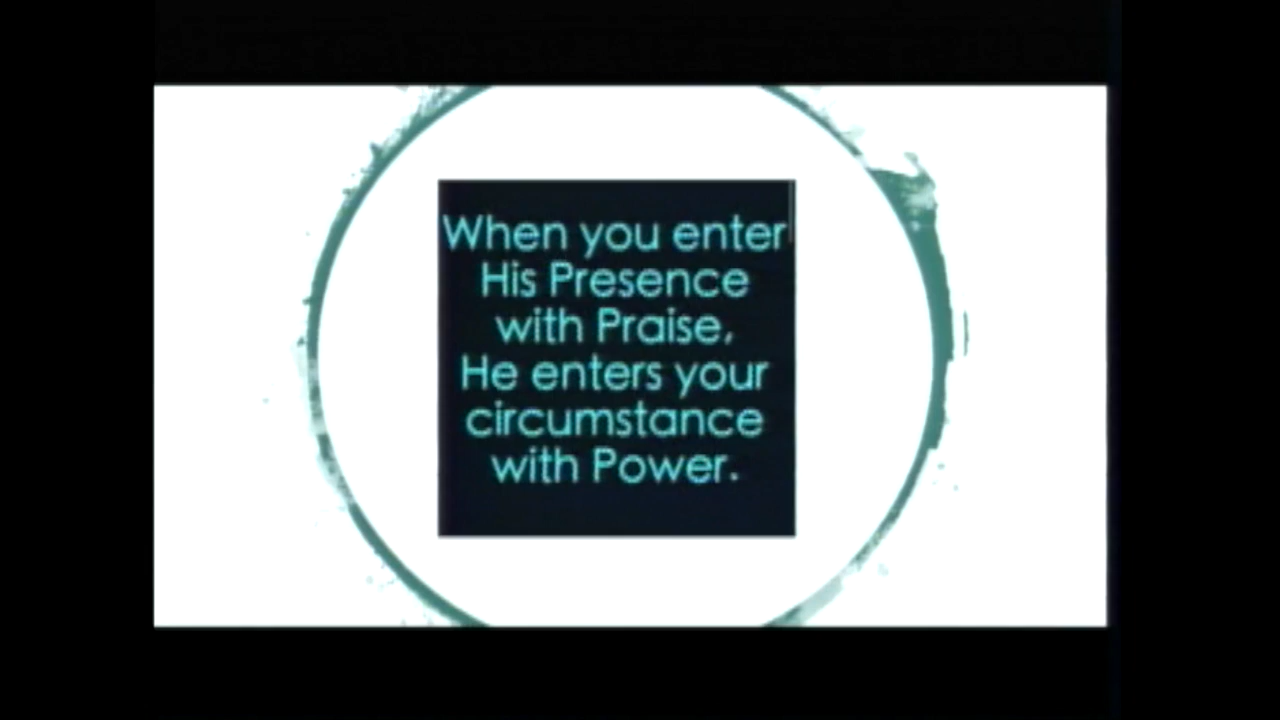 When you enter
His Presence
with Praise,
He enters your
circumstance
with Power.